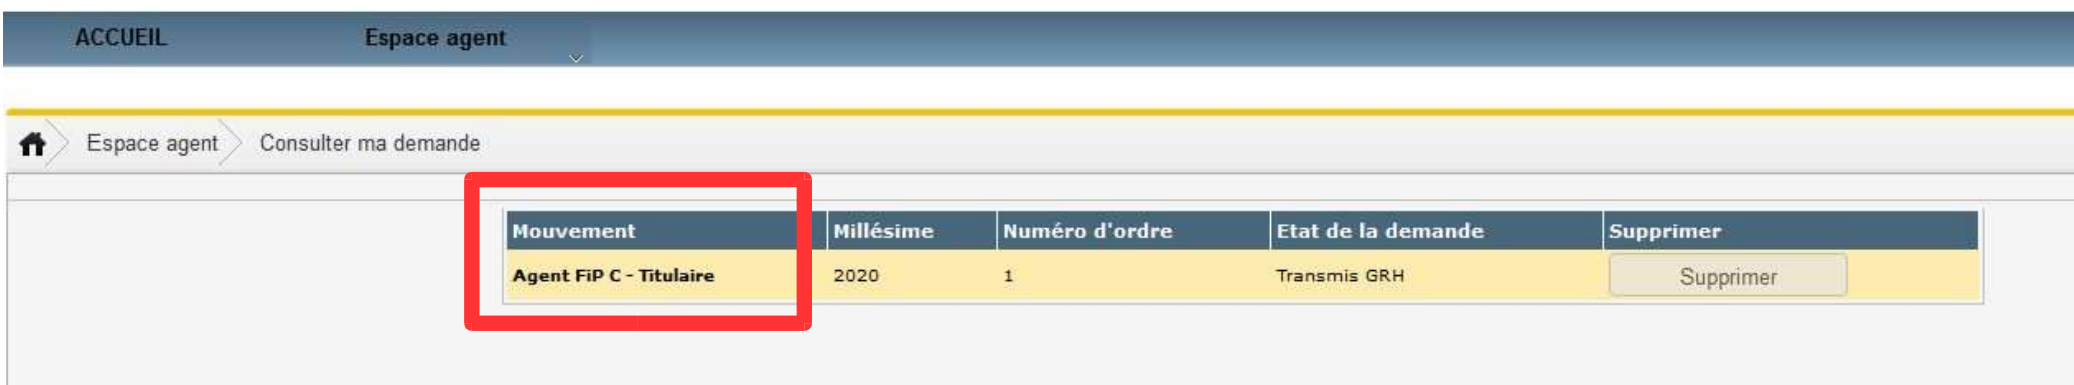 ACCUEIL Espace agent
Espace agent Consulter ma demande
Mouvement Millésime Numéro d'ordre Etat de la demande Supprimer
Agent FiP C - Titulaire 2020 1 Transmis GRH Supprimer